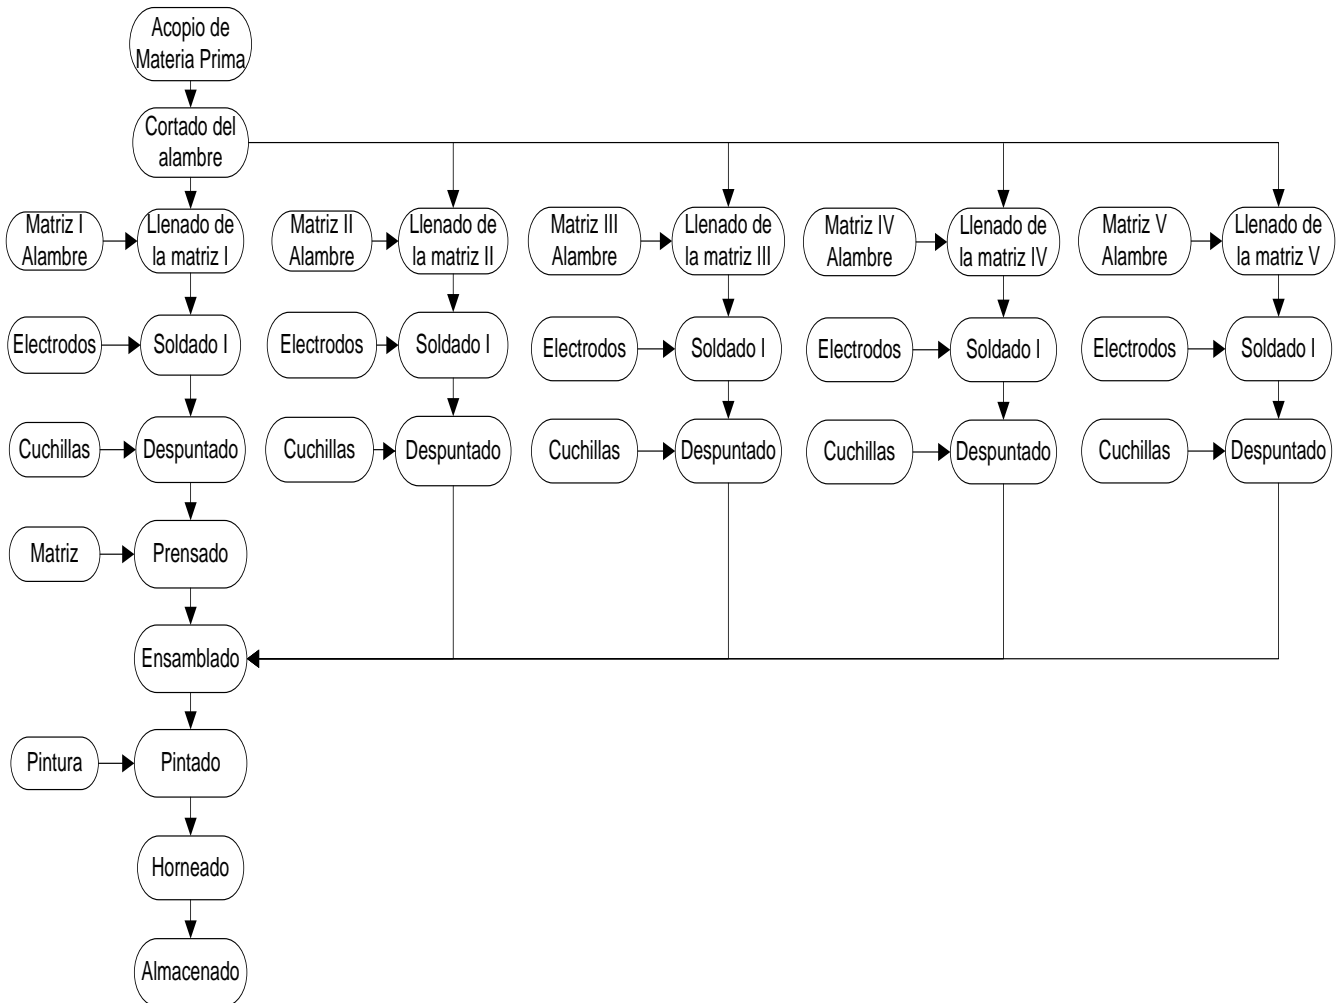 Acopio de
Materia Prima
Cortado del
alambre
Matriz I
Alambre
Llenado de
la matriz I
Matriz II
Alambre
Llenado de
la matriz II
Matriz III
Alambre
Llenado de
la matriz III
Matriz IV
Alambre
Llenado de
la matriz IV
Matriz V
Alambre
Llenado de
la matriz V
Electrodos
Soldado I
Electrodos
Soldado I
Electrodos
Soldado I
Electrodos
Soldado I
Electrodos
Soldado I
Cuchillas
Despuntado
Cuchillas
Despuntado
Cuchillas
Despuntado
Cuchillas
Despuntado
Cuchillas
Despuntado
Matriz
Prensado
Ensamblado
Pintura
Pintado
Horneado
Almacenado